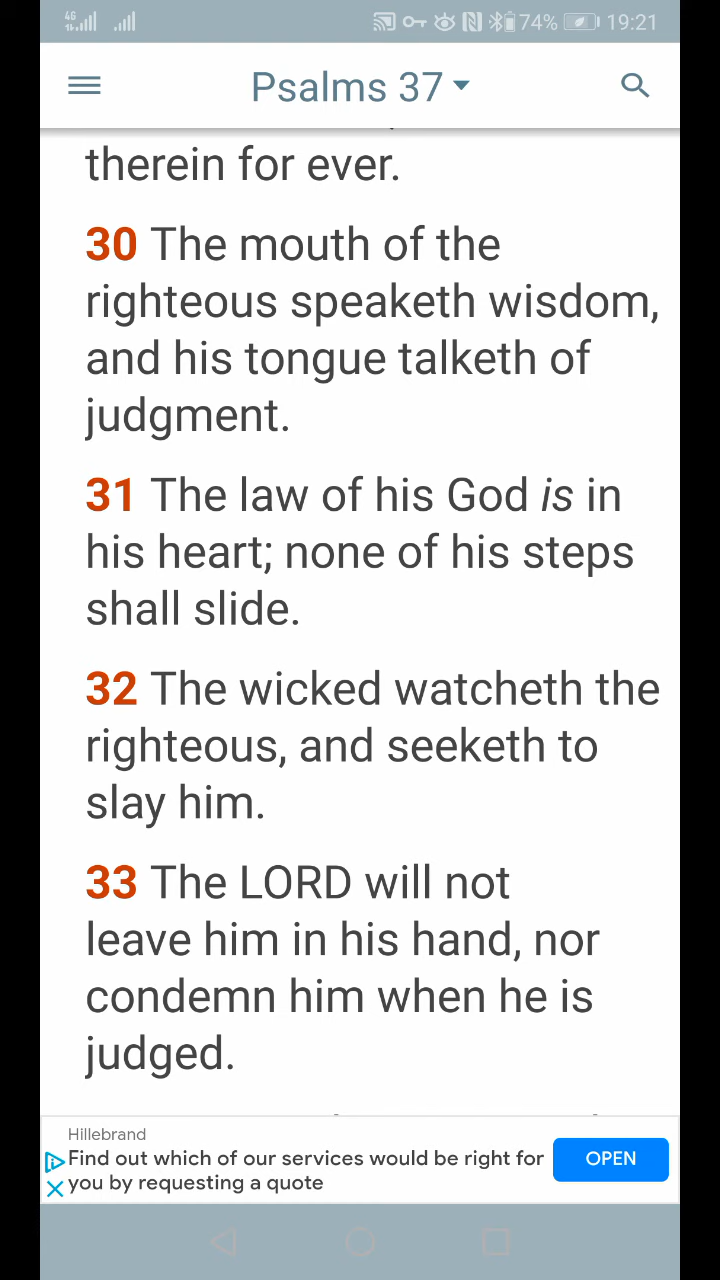 4G 74% 19:21
Psalms 37
therein for ever.
30 The mouth of the
righteous speaketh wisdom,
and his tongue talketh of
judgment.
31 The law of his God is in
his heart; none of his steps
shall slide.
32 The wicked watcheth the
righteous, and seeketh to
slay him.
33 The LORD will not
leave him in his hand, nor
condemn him when he is
judged.
Hillebrand
Find out which of our services would be right for
you by requesting a quote
OPEN